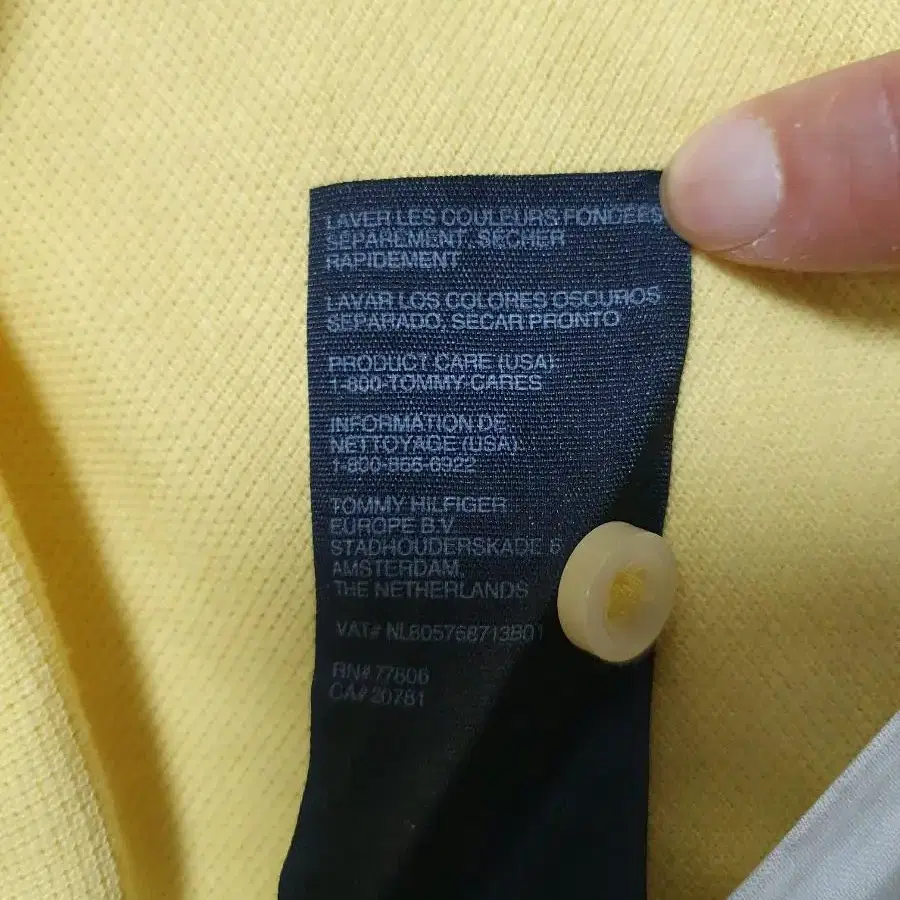 LAVER LES COULEURS FONCEES
SEPAREMENT. SECHER
RAPIDEMENT
LAVAR LOS COLORES OSCUROS
SEPARADO. SECAR PRONTO
PRODUCT CARE (USA):
1-800-TOMMY-CARES
INFORMATION DE
NETTOYAGE (USA):
1-800-866-6922
TOMMY HILFIGER
EUROPE B.V.
STADHOUDERSKADE 6
AMSTERDAM,
THE NETHERLANDS
VAT# NL805768713B01
RN# 77806
CA# 20781